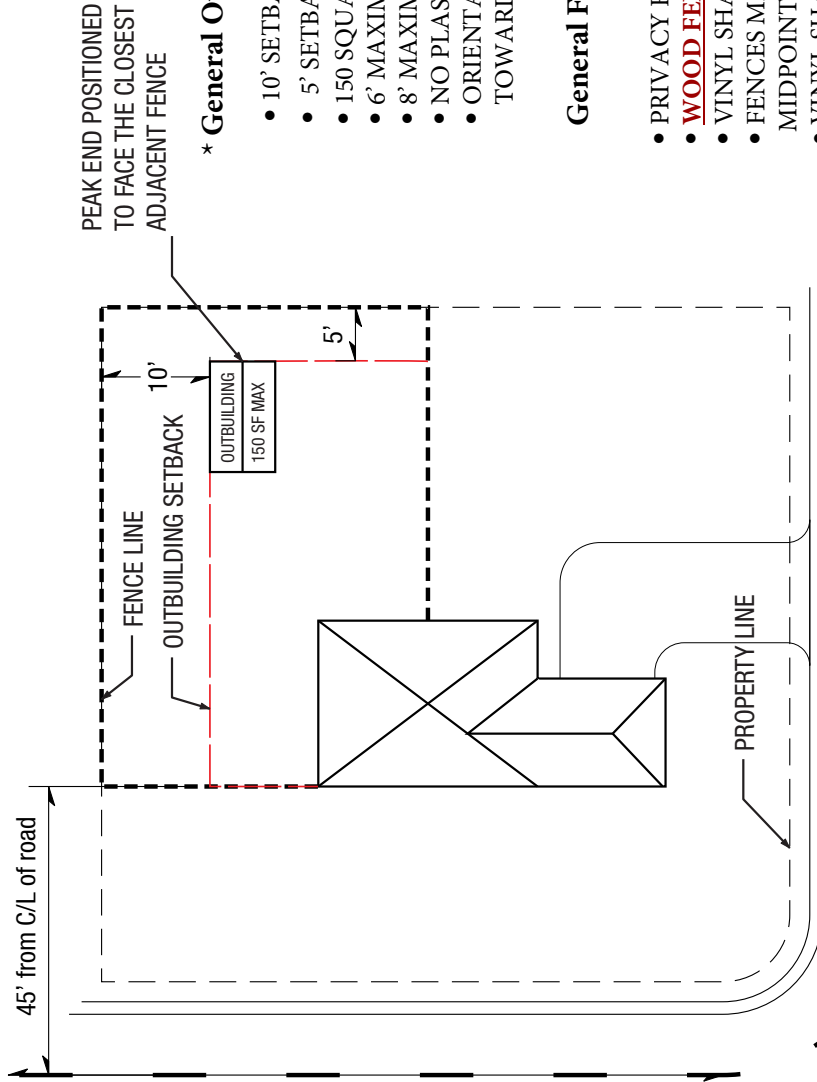 45' from C/L of road
FENCE LINE
OUTBUILDING SETBACK
10'
OUTBUILDING
150 SF MAX
5'
PROPERTY LINE
PEAK END POSITIONED
TO FACE THE CLOSEST
ADJACENT FENCE
* General O
• 10’ SETBA
• 5’ SETBA
• 150 SQUA
• 6’ MAXIM
• 8’ MAXIM
• NO PLAS
• ORIENTA
TOWARD
General F
• PRIVACY
• WOOD FE
• VINYL SHA
• FENCES M
MIDPOINT